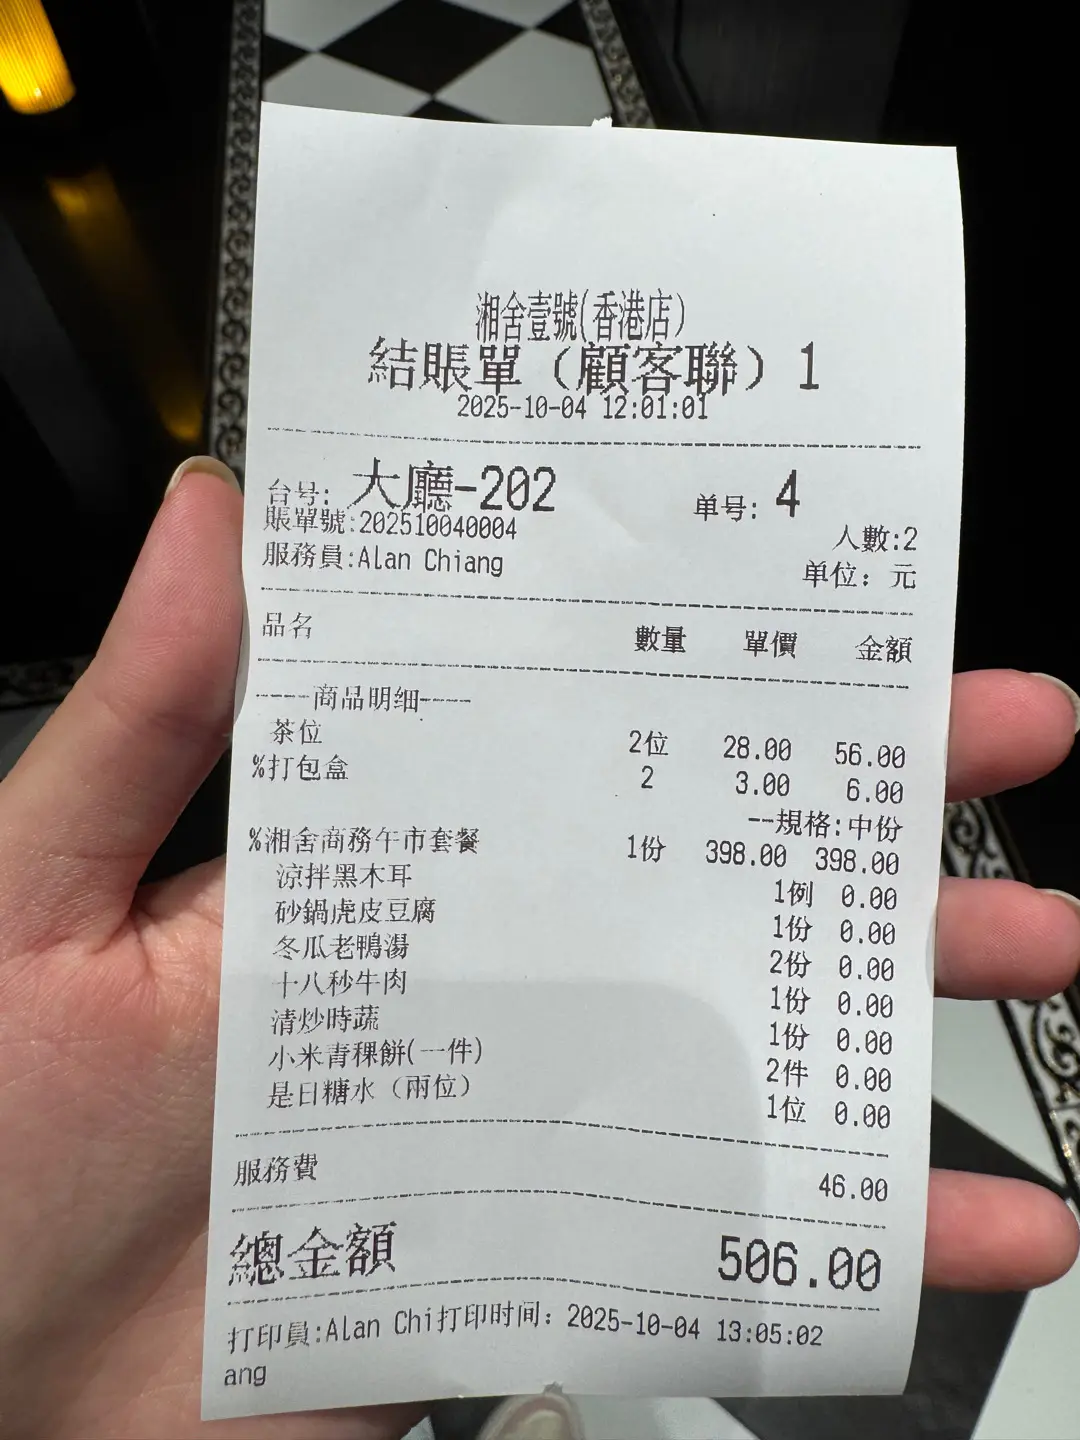 湘舍壹號(香港店)
結賬單（顧客聯）1
2025-10-04 12:01:01
台号: 大廳-202 单号: 4
賬單號:202510040004 人數:2
服務員:Alan Chiang 单位：元
品名 數量 單價 金額
----商品明细----
茶位 2位 28.00 56.00
%打包盒 2 3.00 6.00
--規格:中份
%湘舍商務午市套餐 1份 398.00 398.00
涼拌黑木耳 1例 0.00
砂鍋虎皮豆腐 1份 0.00
冬瓜老鴨湯 2份 0.00
十八秒牛肉 1份 0.00
清炒時蔬 1份 0.00
小米青稞餅(一件) 2件 0.00
是日糖水（兩位） 1位 0.00
服務費 46.00
總金額 506.00
打印員:Alan Chi打印时间：2025-10-04 13:05:02
ang